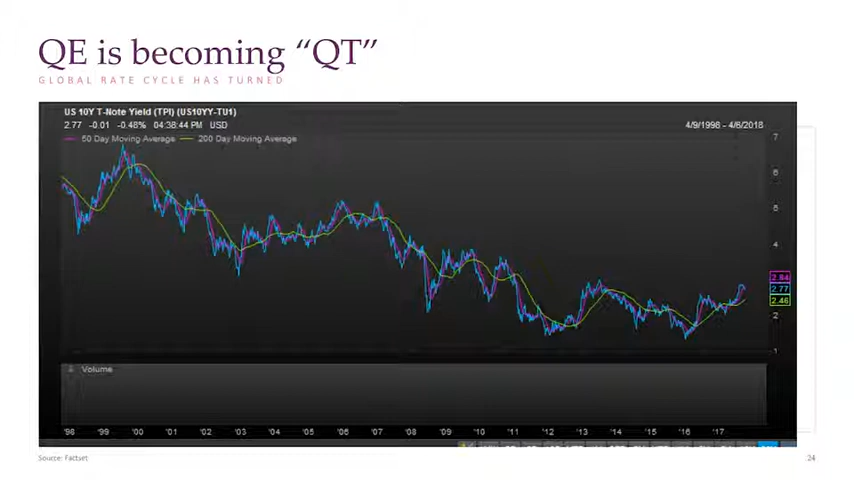 QE is becoming “QT”
GLOBAL RATE CYCLE HAS TURNED
US 10Y T-Note Yield (TPI) (US10YY-TU1)
2.77 -0.01 -0.48% 04:38:44 PM USD
4/9/1998 - 4/6/2018
50 Day Moving Average 200 Day Moving Average
7
6
5
4
2.84
2.77
2.46
2
1
Volume
'98 '99 '00 '01 '02 '03 '04 '05 '06 '07 '08 '09 '10 '11 '12 '13 '14 '15 '16 '17
Source: Factset
24